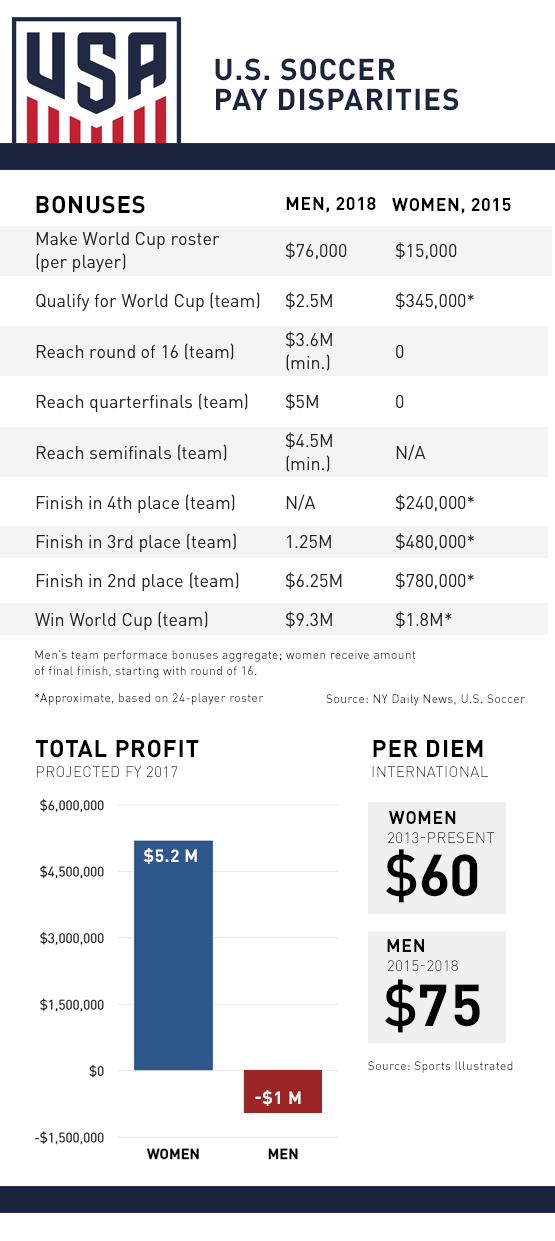 USA
U.S. SOCCER
PAY DISPARITIES
BONUSES MEN, 2018 WOMEN, 2015
Make World Cup roster
(per player) $76,000 $15,000
Qualify for World Cup (team) $2.5M $345,000*
Reach round of 16 (team) $3.6M
(min.) 0
Reach quarterfinals (team) $5M 0
Reach semifinals (team) $4.5M
(min.) N/A
Finish in 4th place (team) N/A $240,000*
Finish in 3rd place (team) 1.25M $480,000*
Finish in 2nd place (team) $6.25M $780,000*
Win World Cup (team) $9.3M $1.8M*
Men's team performace bonuses aggregate; women receive amount
of final finish, starting with round of 16.
*Approximate, based on 24-player roster Source: NY Daily News, U.S. Soccer
TOTAL PROFIT
PROJECTED FY 2017
$6,000,000
$4,500,000
$3,000,000
$1,500,000
$0
-$1,500,000
$5.2 M
-$1 M
WOMEN MEN
PER DIEM
INTERNATIONAL
WOMEN
2013-PRESENT
$60
MEN
2015-2018
$75
Source: Sports Illustrated